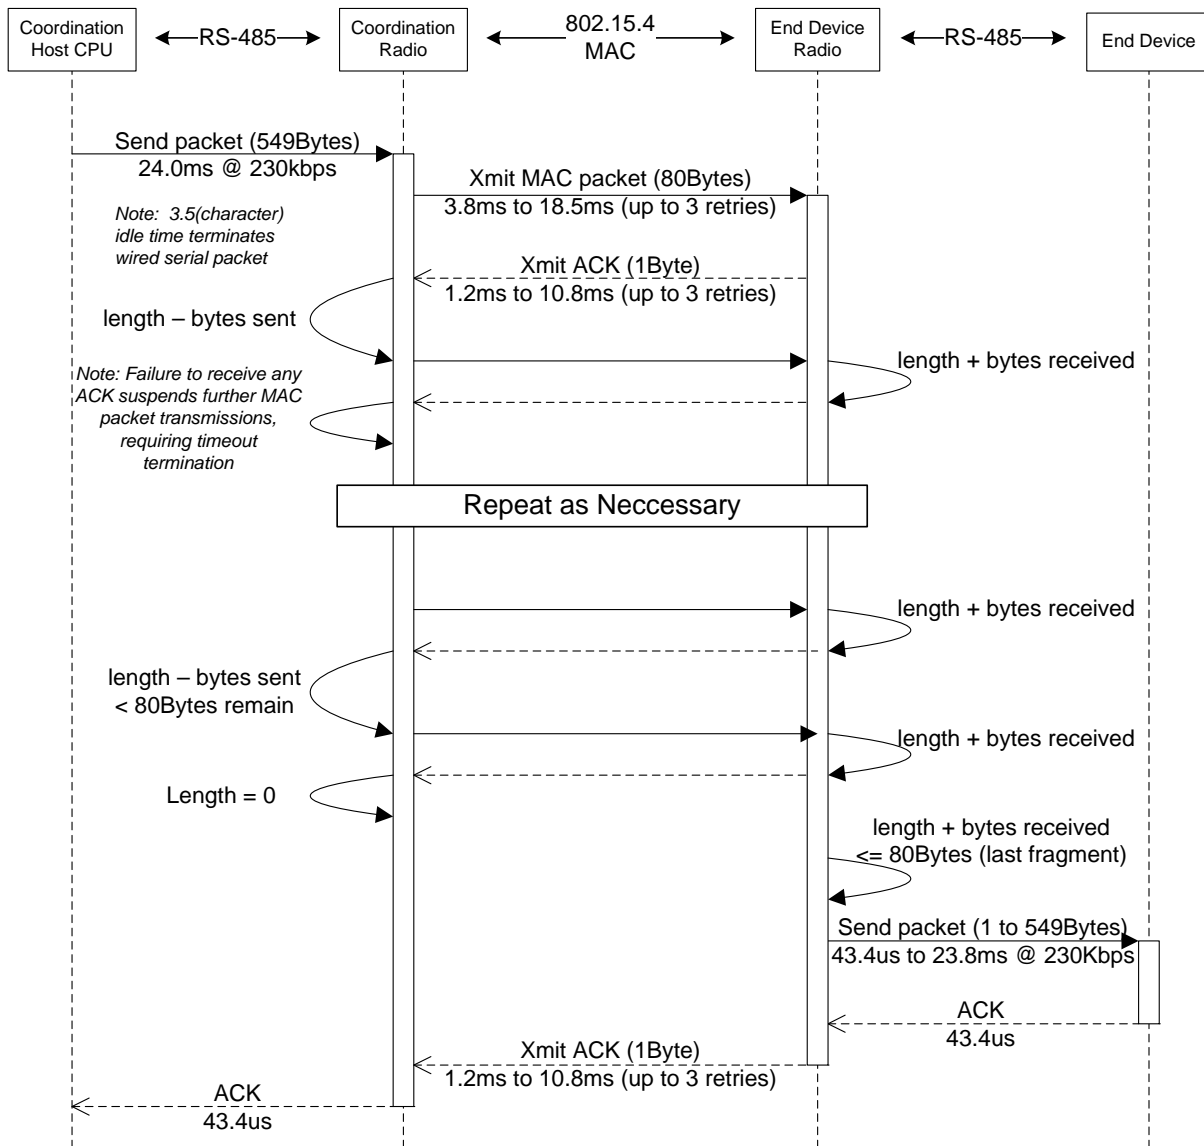 Coordination
Host CPU
RS-485
Coordination
Radio
802.15.4
MAC
End Device
Radio
RS-485
End Device
Send packet (549Bytes)
24.0ms @ 230kbps
Xmit MAC packet (80Bytes)
3.8ms to 18.5ms (up to 3 retries)
Note:  3.5(character)
idle time terminates
wired serial packet
Xmit ACK (1Byte)
1.2ms to 10.8ms (up to 3 retries)
length – bytes sent
length + bytes received
Note: Failure to receive any
ACK suspends further MAC
packet transmissions,
requiring timeout
termination
Repeat as Neccessary
length + bytes received
length – bytes sent
< 80Bytes remain
length + bytes received
Length = 0
length + bytes received
<= 80Bytes (last fragment)
Send packet (1 to 549Bytes)
43.4us to 23.8ms @ 230Kbps
ACK
43.4us
Xmit ACK (1Byte)
1.2ms to 10.8ms (up to 3 retries)
ACK
43.4us